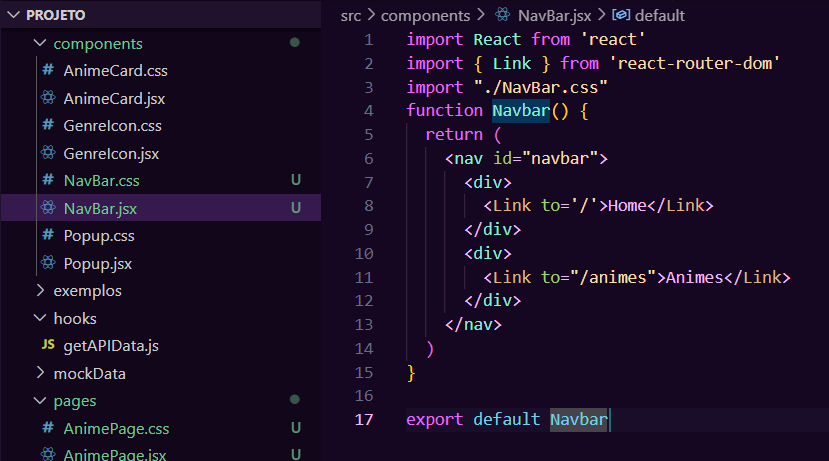 PROJETO
components
# AnimeCard.css
AnimeCard.jsx
# GenreIcon.css
GenreIcon.jsx
# NavBar.css U
NavBar.jsx U
# Popup.css
Popup.jsx
> exemplos
hooks
JS getAPIData.js
> mockData
pages
# AnimePage.css U
AnimePage.jsx U
src > components > NavBar.jsx > default
1 import React from 'react'
2 import { Link } from 'react-router-dom'
3 import "./NavBar.css"
4 function Navbar() {
5 return (
6 <nav id="navbar">
7 <div>
8 <Link to='/'>Home</Link>
9 </div>
10 <div>
11 <Link to="/animes">Animes</Link>
12 </div>
13 </nav>
14 )
15 }
16
17 export default Navbar